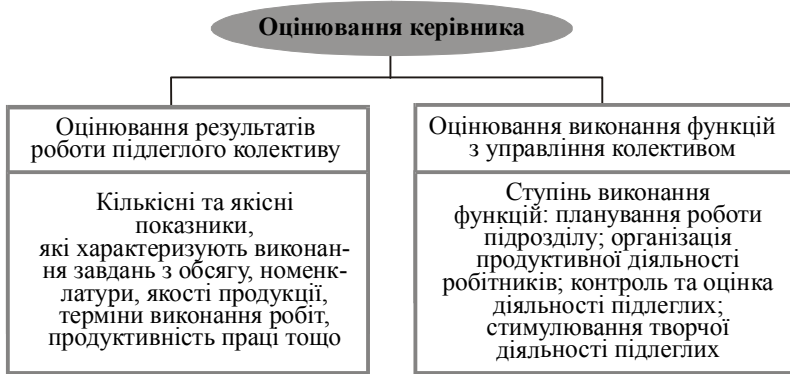 Оцінювання керівника
Оцінювання результатів
роботи підлеглого колективу
Кількісні та якісні
показники,
які характеризують виконан-
ня завдань з обсягу, номенк-
латури, якості продукції,
терміни виконання робіт,
продуктивність праці тощо
Оцінювання виконання функцій
з управління колективом
Ступінь виконання
функцій: планування роботи
підрозділу; організація
продуктивної діяльності
робітників; контроль та оцінка
діяльності підлеглих;
стимулювання творчої
діяльності підлеглих